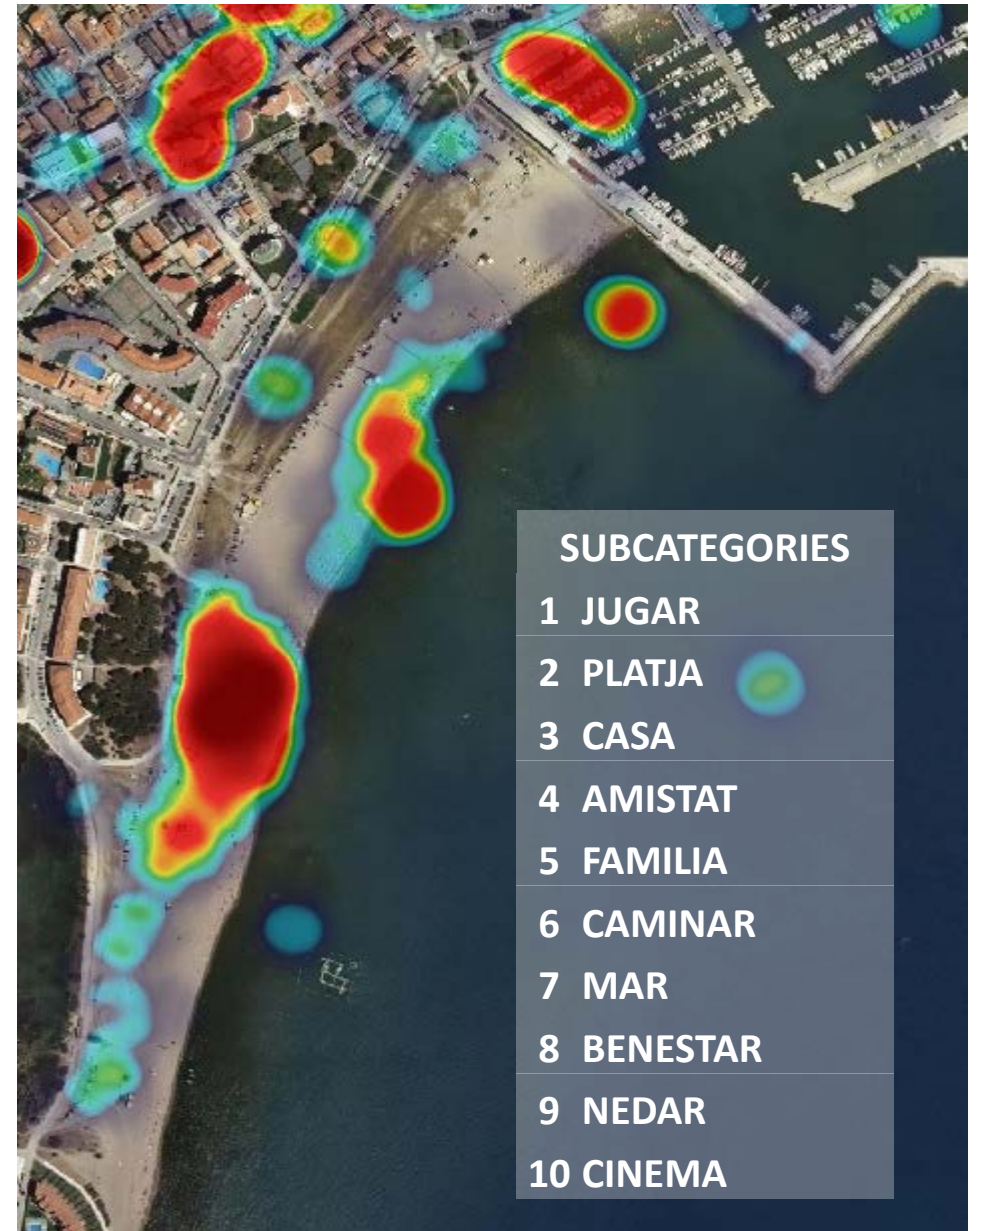 SUBCATEGORIES
1 JUGAR
2 PLATJA
3 CASA
4 AMISTAT
5 FAMILIA
6 CAMINAR
7 MAR
8 BENESTAR
9 NEDAR
10 CINEMA